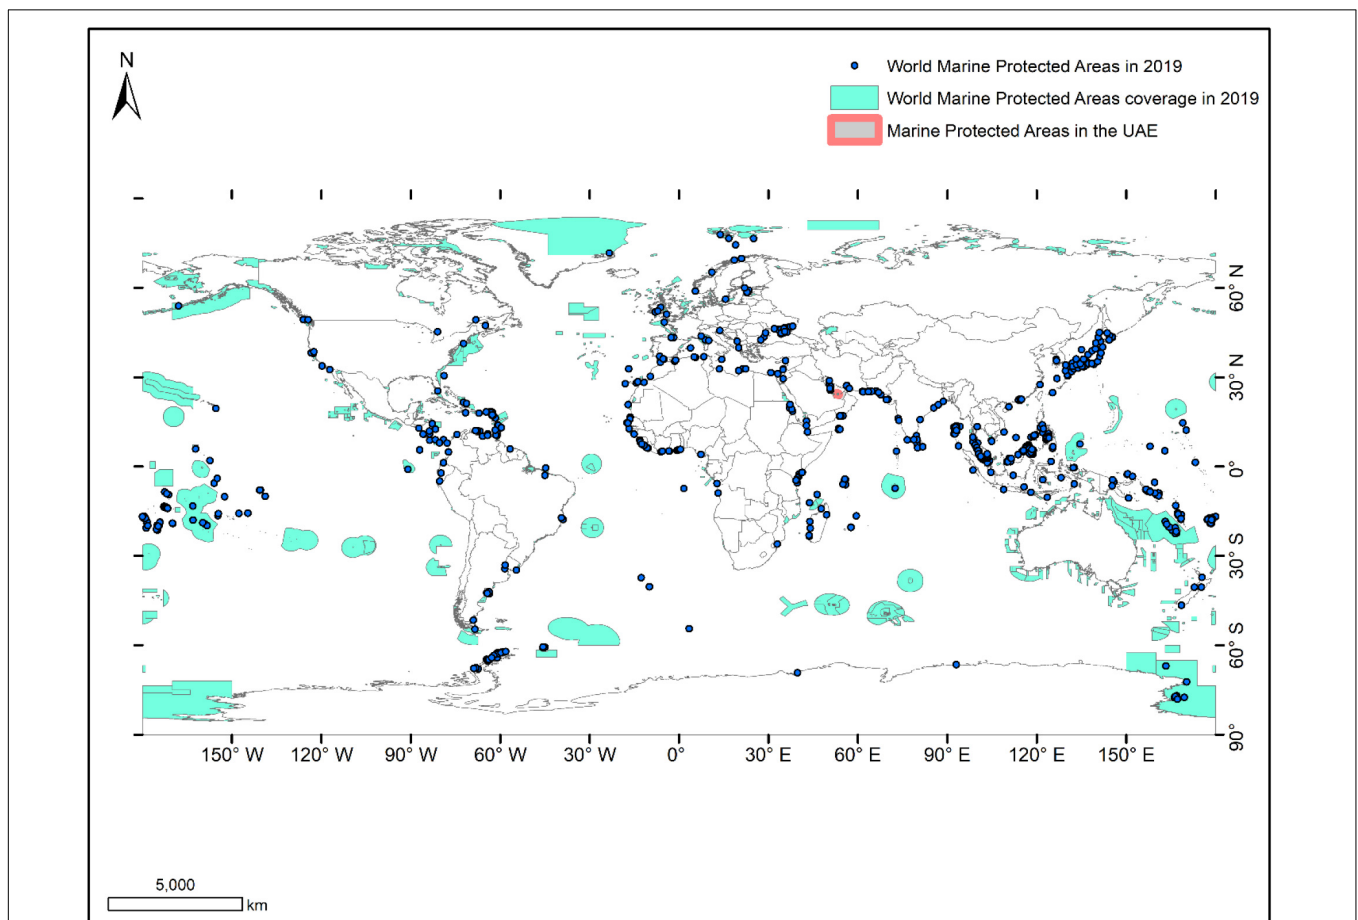 N
World Marine Protected Areas in 2019
World Marine Protected Areas coverage in 2019
Marine Protected Areas in the UAE
60° N
30° N
0°
30° S
60° S
90°
150° W
120° W
90° W
60° W
30° W
0°
30° E
60° E
90° E
120° E
150° E
5,000
km